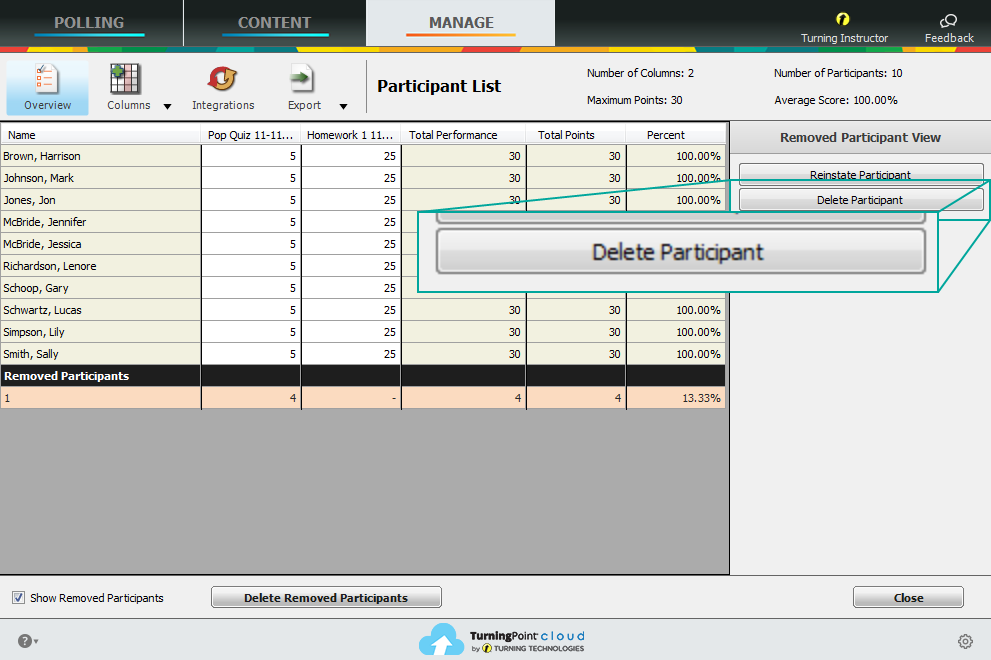 POLLING CONTENT MANAGE
Turning Instructor Feedback
Overview Columns Integrations Export
Participant List
Number of Columns: 2 Number of Participants: 10
Maximum Points: 30 Average Score: 100.00%
Name Pop Quiz 11-11... Homework 1 11... Total Performance Total Points Percent
Brown, Harrison 5 25 30 30 100.00%
Johnson, Mark 5 25 30 30 100.00%
Jones, Jon 5 25 30 30 100.00%
McBride, Jennifer 5 25
McBride, Jessica 5 25
Richardson, Lenore 5 25
Schoop, Gary 5 25
Schwartz, Lucas 5 25 30 30 100.00%
Simpson, Lily 5 25 30 30 100.00%
Smith, Sally 5 25 30 30 100.00%
Removed Participants
1 4 - 4 4 13.33%
Removed Participant View
Reinstate Participant
Delete Participant
Delete Participant
Show Removed Participants Delete Removed Participants Close
?
TurningPoint cloud
by TURNING TECHNOLOGIES